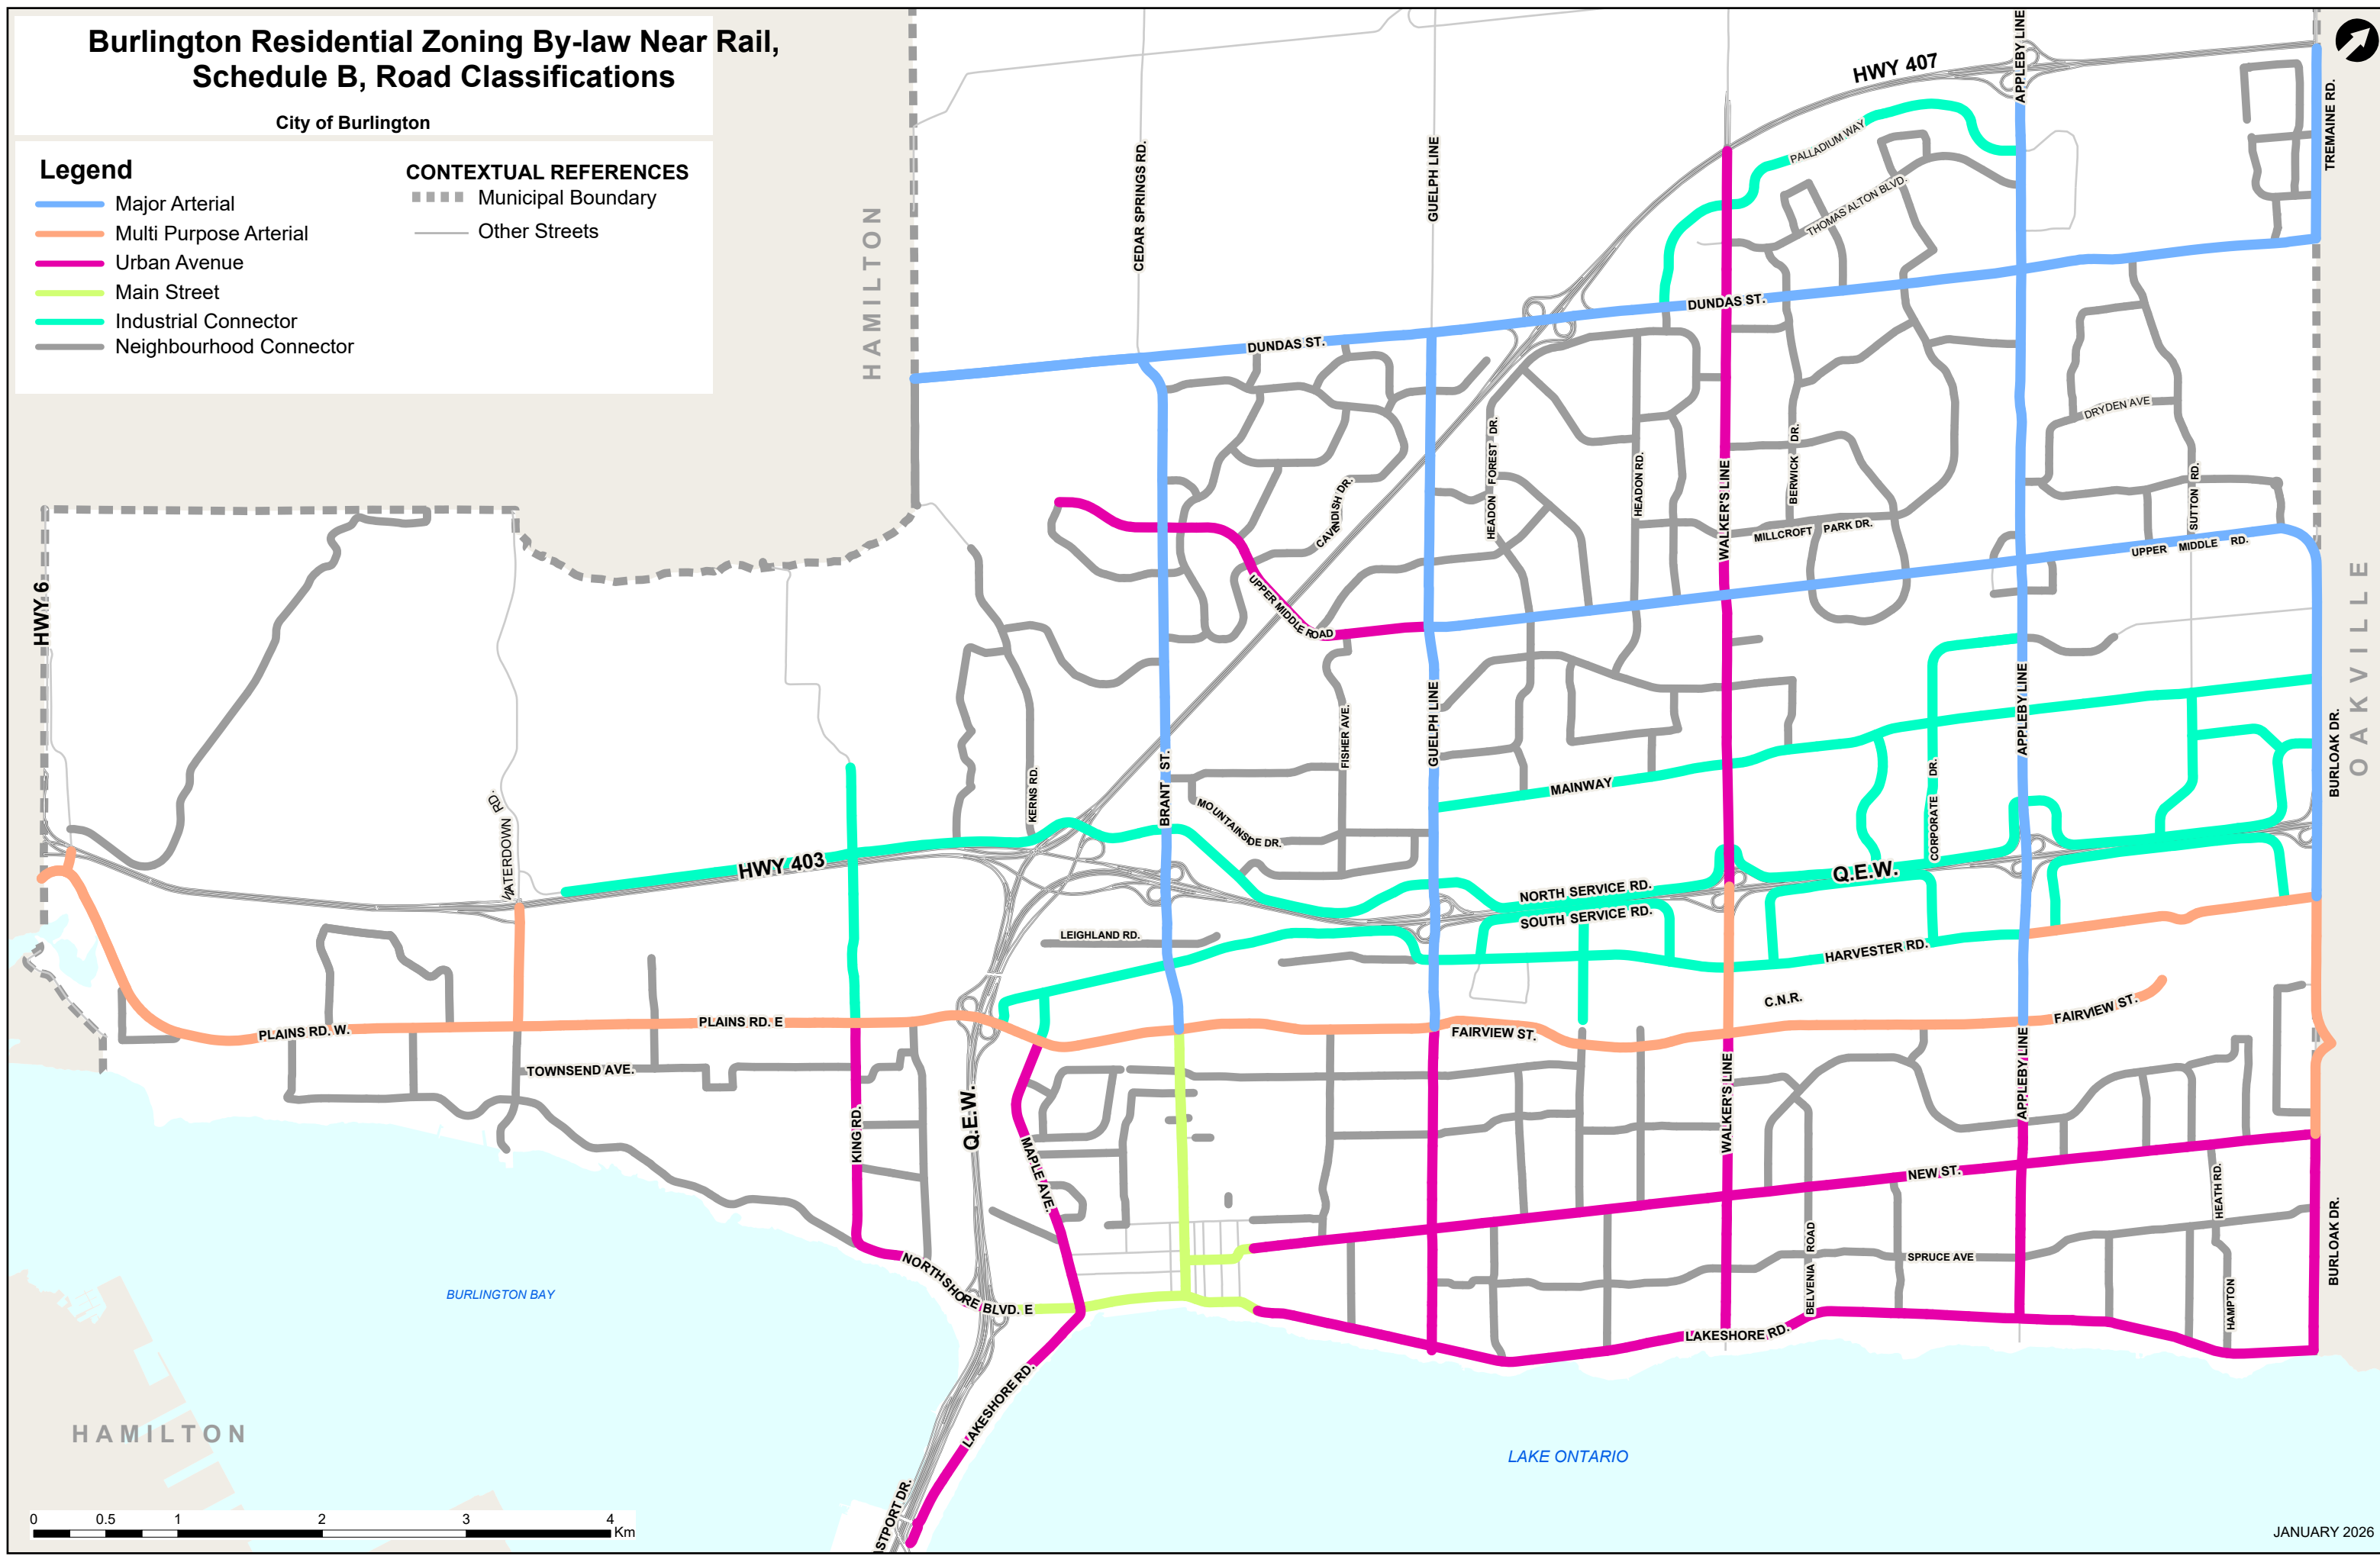 Burlington Residential Zoning By-law Near Rail,
Schedule B, Road Classifications
City of Burlington
Legend
Major Arterial
Multi Purpose Arterial
Urban Avenue
Main Street
Industrial Connector
Neighbourhood Connector
CONTEXTUAL REFERENCES
Municipal Boundary
Other Streets
HAMILTON
CEDAR SPRINGS RD.
GUELPH LINE
HWY 407
APPLEBY LINE
TREMAINE RD.
PALLADIUM WAY
THOMAS ALTON BLVD.
DUNDAS ST.
DUNDAS ST.
DRYDEN AVE
HEADON FOREST DR.
HEADON RD.
WALKER'S LINE
BERWICK DR.
SUTTON RD.
CAVENDISH DR.
MILLCROFT PARK DR.
UPPER MIDDLE RD.
HWY 6
UPPER MIDDLE ROAD
OAKVILLE
FISHER AVE.
GUELPH LINE
APPLEBY LINE
BURLOAK DR.
KERNS RD.
BRANT ST.
MAINWAY
CORPORATE DR.
WATERDOWN RD.
MOUNTAINSIDE DR.
HWY 403
Q.E.W.
NORTH SERVICE RD.
SOUTH SERVICE RD.
LEIGHLAND RD.
HARVESTER RD.
C.N.R.
PLAINS RD. W.
PLAINS RD. E
FAIRVIEW ST.
FAIRVIEW ST.
TOWNSEND AVE.
KING RD.
Q.E.W.
MAPLE AVE.
WALKER'S LINE
APPLEBY LINE
NEW ST.
HEATH RD.
BELVENIA ROAD
SPRUCE AVE
HAMPTON
BURLOAK DR.
NORTH SHORE BLVD. E
BURLINGTON BAY
LAKESHORE RD.
LAKESHORE RD.
LAKE ONTARIO
HAMILTON
STPORT DR.
0 0.5 1 2 3 4
Km
JANUARY 2026